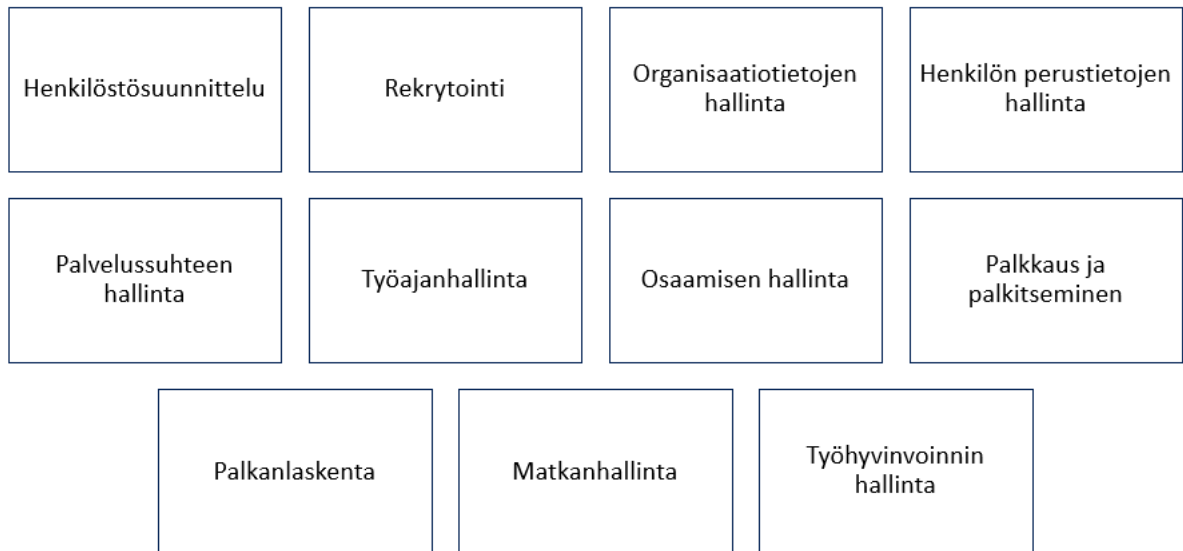 Henkilöstösuunnittelu
Rekrytointi
Organisaatiotietojen
hallinta
Henkilön perustietojen
hallinta
Palvelussuhteen
hallinta
Työajanhallinta
Osaamisen hallinta
Palkkaus ja
palkitseminen
Palkanlaskenta
Matkanhallinta
Työhyvinvoinnin
hallinta